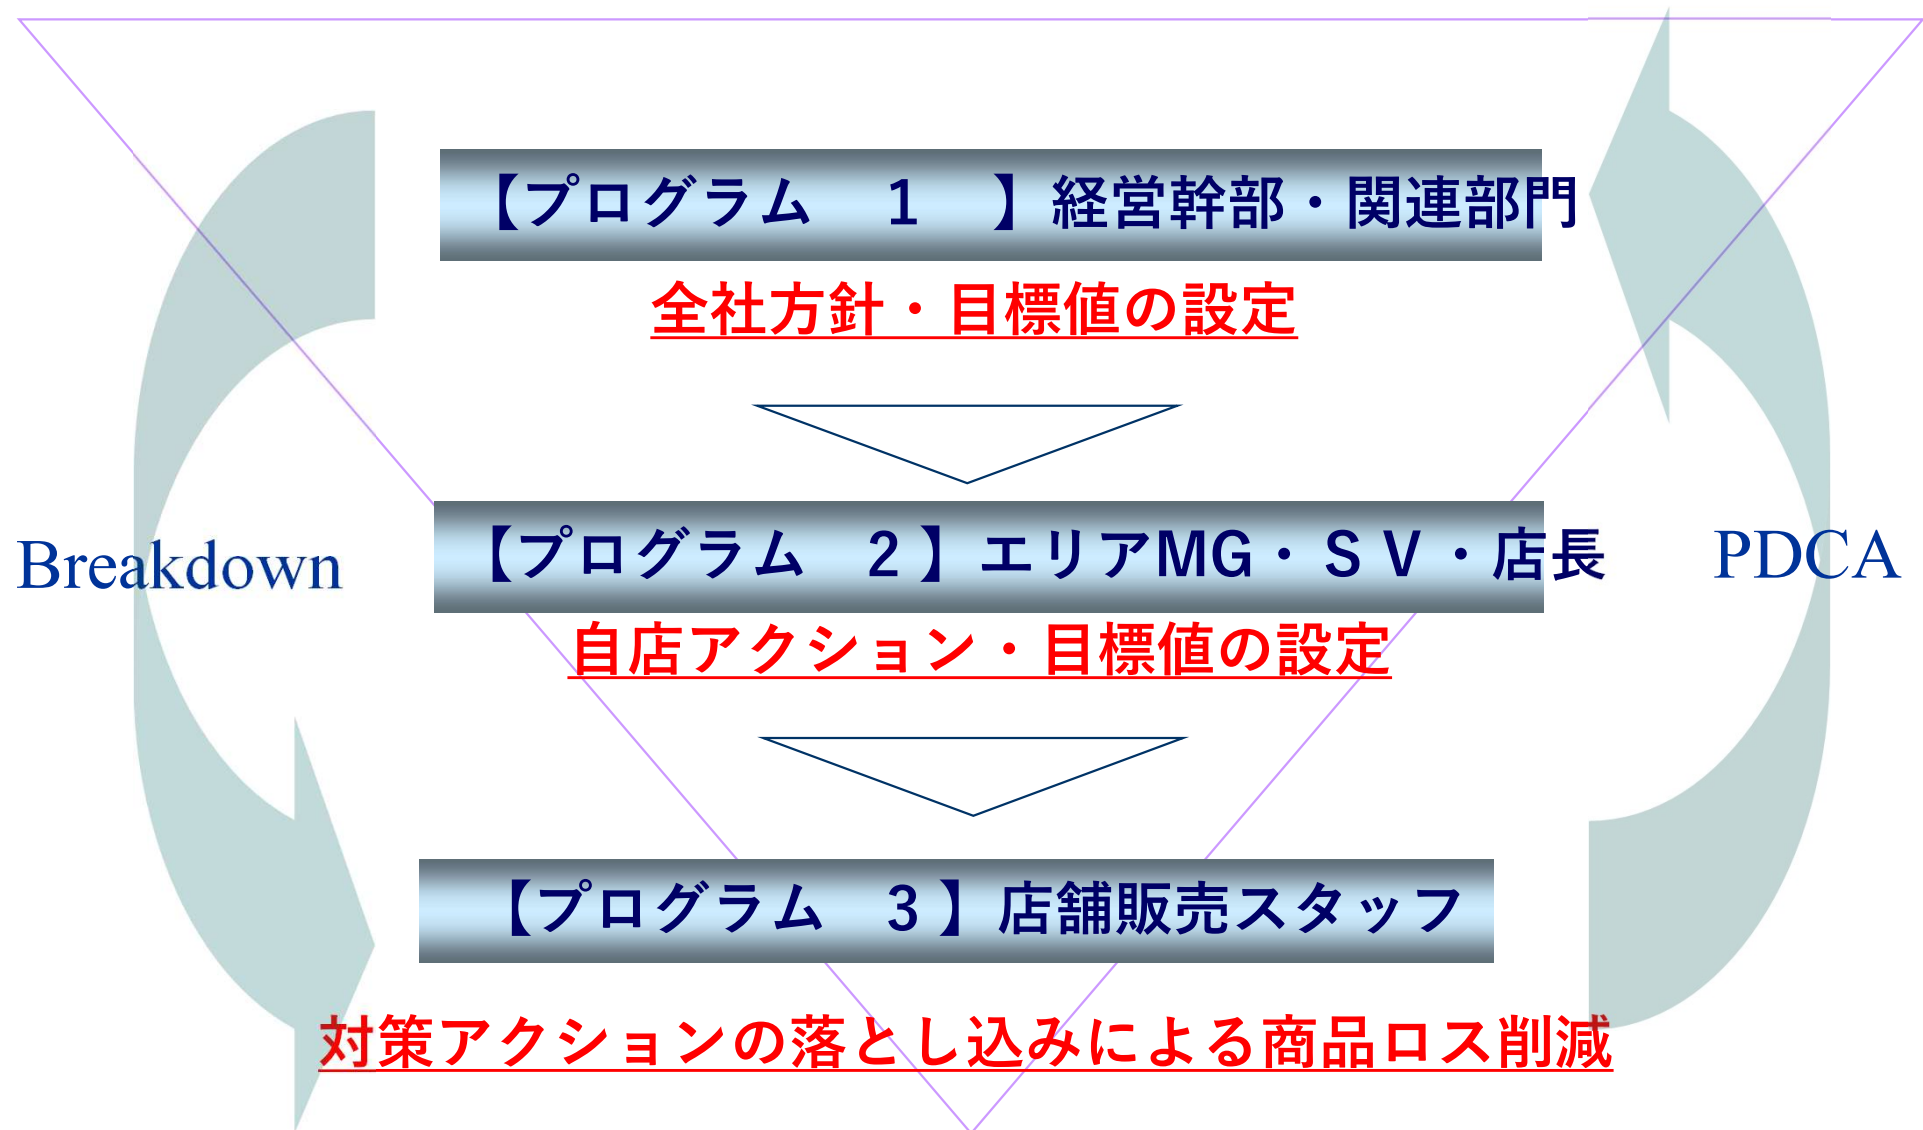 【プログラム　１　】経営幹部・関連部門
全社方針・目標値の設定
【プログラム　２】エリアMG・ＳＶ・店長
Breakdown
PDCA
自店アクション・目標値の設定
【プログラム　３】店舗販売スタッフ
対策アクションの落とし込みによる商品ロス削減